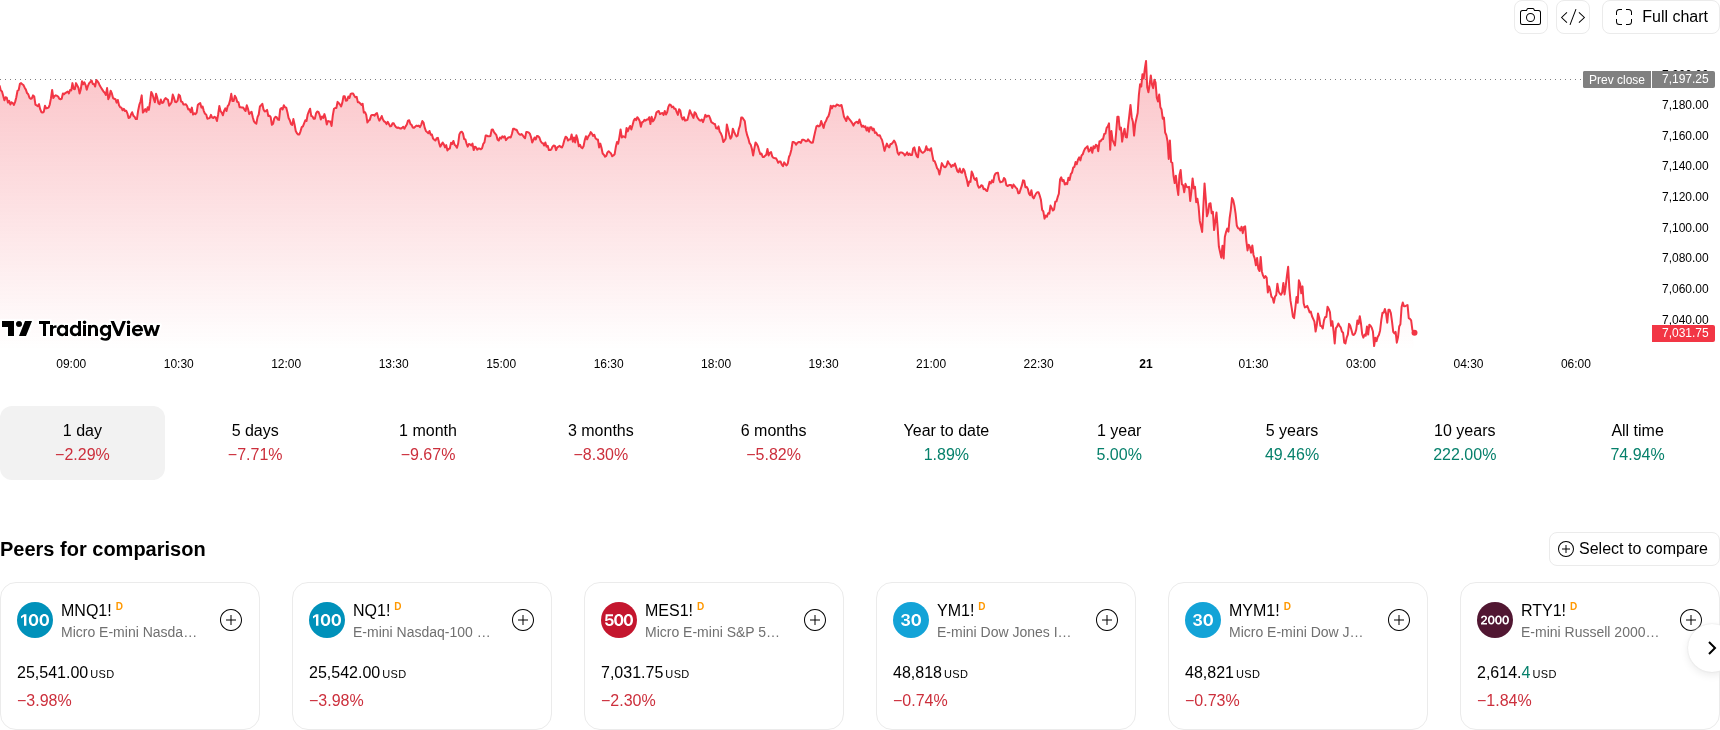 Full chart
Prev close 7,197.25
7,180.00
7,160.00
7,140.00
7,120.00
7,100.00
7,080.00
7,060.00
7,040.00
7,031.75
TradingView
09:00 10:30 12:00 13:30 15:00 16:30 18:00 19:30 21:00 22:30 21 01:30 03:00 04:30 06:00
1 day 5 days 1 month 3 months 6 months Year to date 1 year 5 years 10 years All time
−2.29% −7.71% −9.67% −8.30% −5.82% 1.89% 5.00% 49.46% 222.00% 74.94%
Peers for comparison
Select to compare
100 MNQ1! D
Micro E-mini Nasda…
25,541.00 USD
−3.98%
100 NQ1! D
E-mini Nasdaq-100 …
25,542.00 USD
−3.98%
500 MES1! D
Micro E-mini S&P 5…
7,031.75 USD
−2.30%
30 YM1! D
E-mini Dow Jones I…
48,818 USD
−0.74%
30 MYM1! D
Micro E-mini Dow J…
48,821 USD
−0.73%
2000 RTY1! D
E-mini Russell 2000…
2,614.4 USD
−1.84%